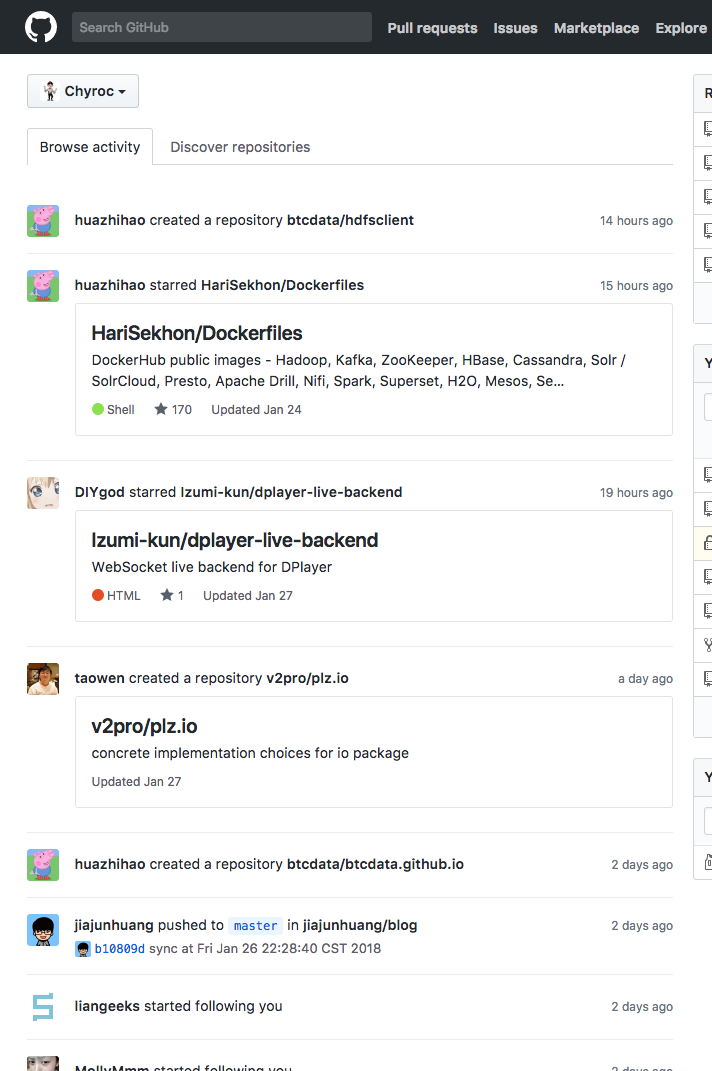 Search GitHub
Pull requests Issues Marketplace Explore
Chyroc
Browse activity Discover repositories
huazhihao created a repository btcdata/hdfsclient 14 hours ago
huazhihao starred HariSekhon/Dockerfiles 15 hours ago
HariSekhon/Dockerfiles
DockerHub public images - Hadoop, Kafka, ZooKeeper, HBase, Cassandra, Solr /
SolrCloud, Presto, Apache Drill, Nifi, Spark, Superset, H2O, Mesos, Se...
Shell 170 Updated Jan 24
DIYgod starred Izumi-kun/dplayer-live-backend 19 hours ago
Izumi-kun/dplayer-live-backend
WebSocket live backend for DPlayer
HTML 1 Updated Jan 27
taowen created a repository v2pro/plz.io a day ago
v2pro/plz.io
concrete implementation choices for io package
Updated Jan 27
huazhihao created a repository btcdata/btcdata.github.io 2 days ago
jiajunhuang pushed to master in jiajunhuang/blog 2 days ago
b10809d sync at Fri Jan 26 22:28:40 CST 2018
liangeeks started following you 2 days ago
MollyMmm started following you 2 days ago